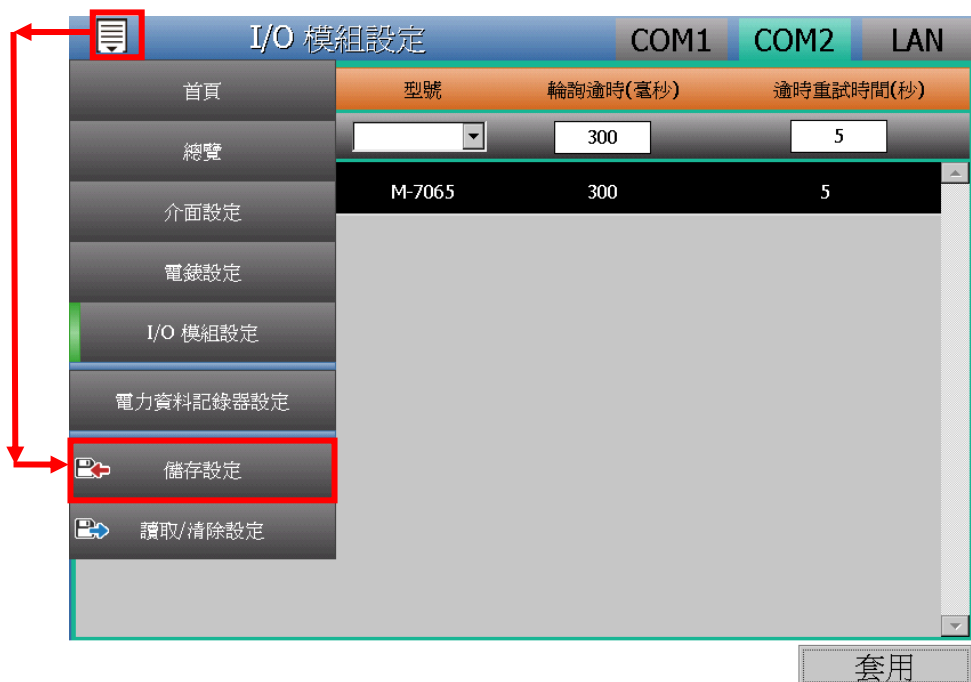 I/O 模組設定 COM1 COM2 LAN
首頁
總覽
介面設定
電錶設定
I/O 模組設定
電力資料記錄器設定
儲存設定
讀取/清除設定
型號 輪詢逾時(毫秒) 逾時重試時間(秒)
300 5
M-7065 300 5
套用